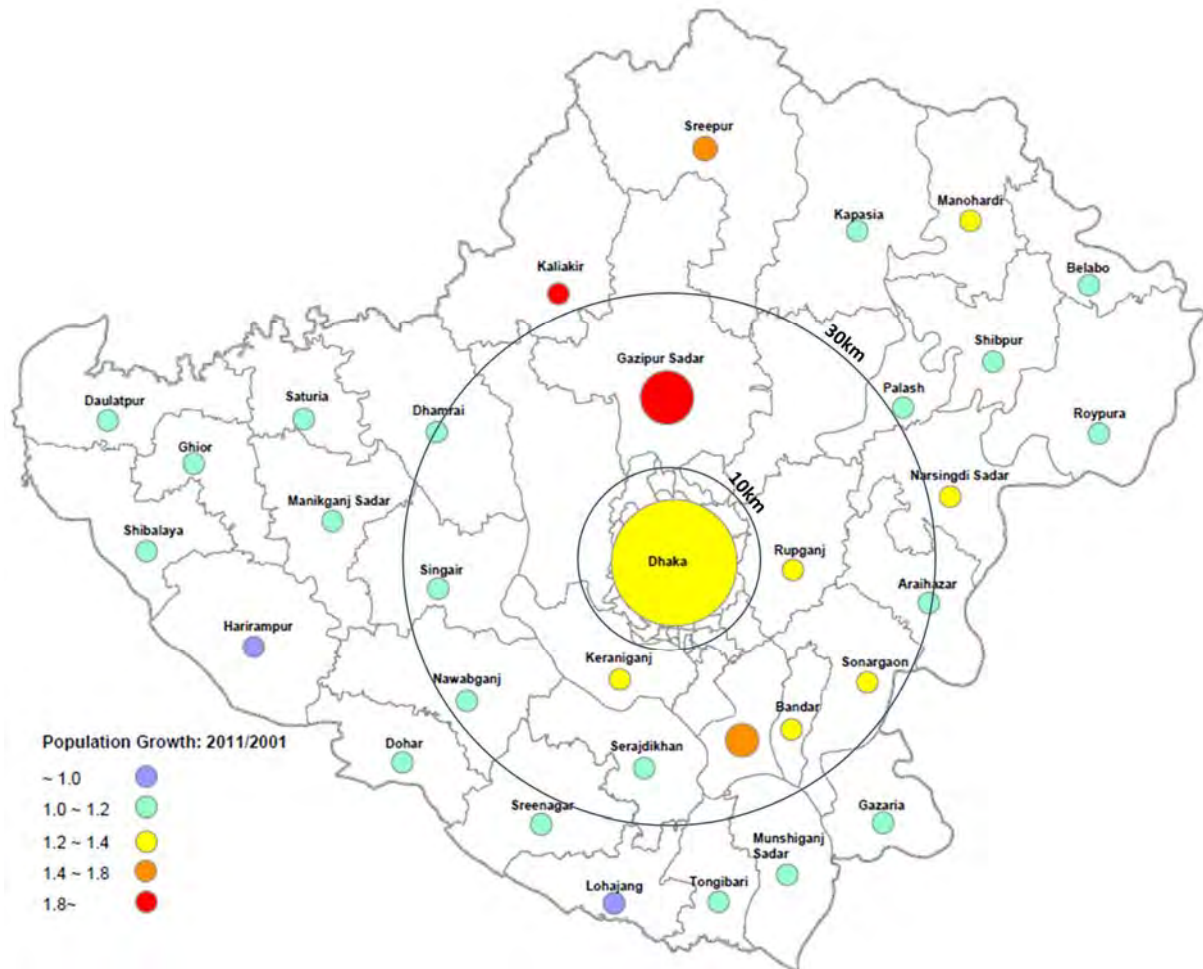 Sreepur
Manohardi
Kapasia
Belabo
Kaliakir
30km
Shibpur
Gazipur Sadar
Palash
Daulatpur
Saturia
Dhamrai
Roypura
Ghior
Narsingdi Sadar
10km
Manikganj Sadar
Shibalaya
Rupganj
Dhaka
Singair
Araihazar
Harirampur
Keraniganj
Sonargaon
Nawabganj
Bandar
Population Growth: 2011/2001
~ 1.0
1.0 ~ 1.2
1.2 ~ 1.4
1.4 ~ 1.8
1.8~
Dohar
Serajdikhan
Sreenagar
Gazaria
Munshiganj
Sadar
Lohajang
Tongibari